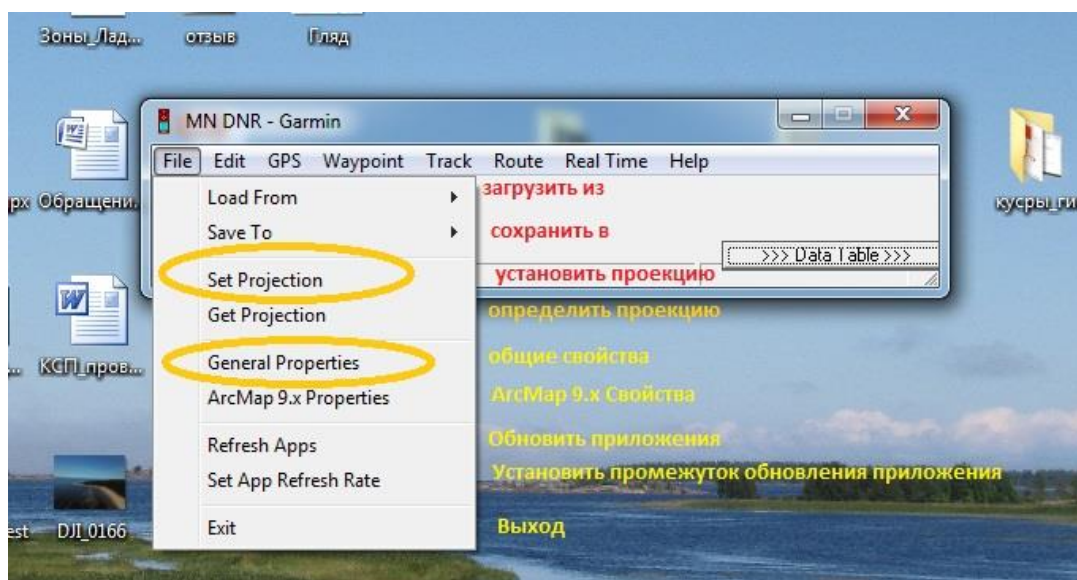 Зоны_Лад...
отзыв
Гляд
MN DNR - Garmin
File Edit GPS Waypoint Track Route Real Time Help
Обращени.
кусры_ги
Load From загрузить из
Save To сохранить в
>>> Data Table >>>
Set Projection установить проекцию
Get Projection определить проекцию
General Properties общие свойства
КСП_пров...
ArcMap 9.x Properties ArcMap 9.x Свойства
Refresh Apps Обновить приложения
Set App Refresh Rate Установить промежуток обновления приложения
Exit Выход
DJI_0166